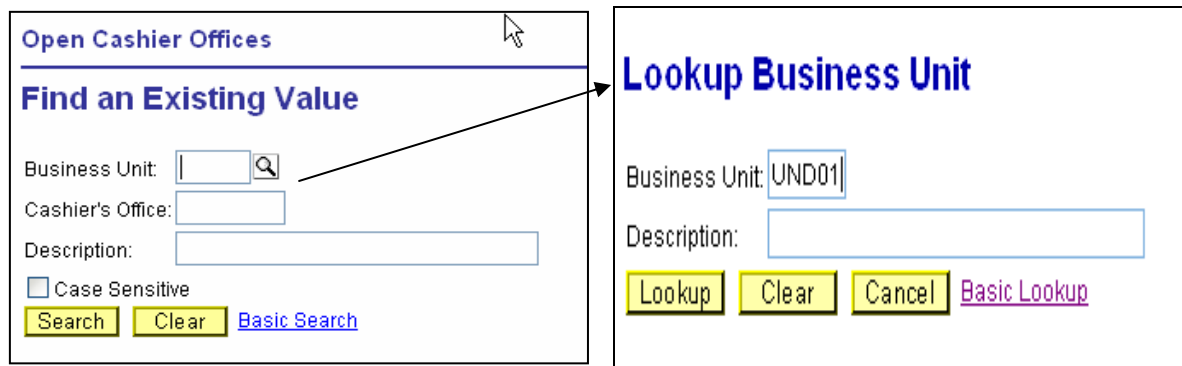 Open Cashier Offices
Find an Existing Value
Business Unit:
Cashier's Office:
Description:
Case Sensitive
Search Clear Basic Search
Lookup Business Unit
Business Unit: UND01
Description:
Lookup Clear Cancel Basic Lookup